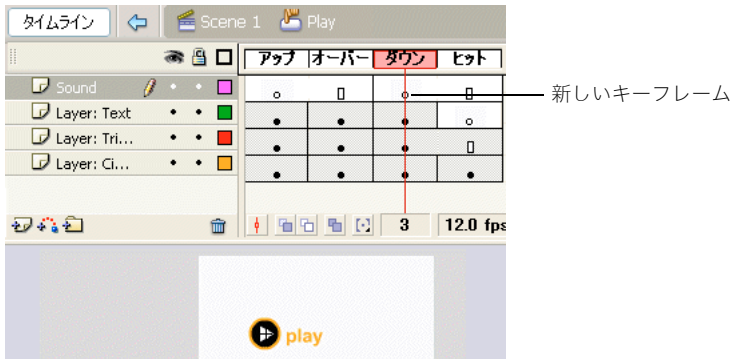 タイムライン Scene 1 Play
アップ オーバー ダウン ヒット
Sound
新しいキーフレーム
Layer: Text
Layer: Tri...
Layer: Ci...
3 12.0 fps
play